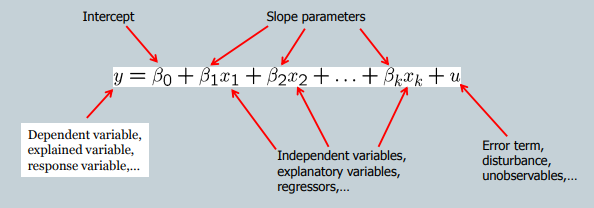 Intercept
Slope parameters
y = β₀ + β₁x₁ + β₂x₂ + … + βₖxₖ + u
Dependent variable,
explained variable,
response variable,…
Independent variables,
explanatory variables,
regressors,…
Error term,
disturbance,
unobservables,…